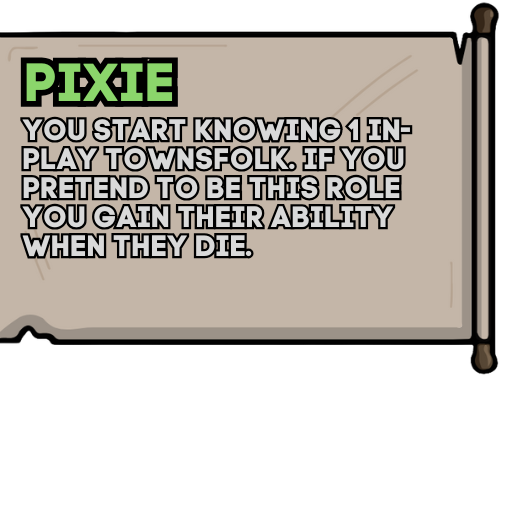 PIXIE
YOU START KNOWING 1 IN-
PLAY TOWNSFOLK. IF YOU
PRETEND TO BE THIS ROLE
YOU GAIN THEIR ABILITY
WHEN THEY DIE.